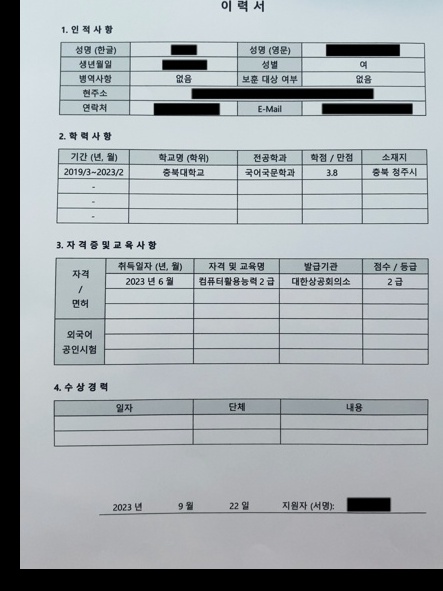 이 력 서
1. 인 적 사 항
성명 (한글) 성명 (영문)
생년월일 성별 여
병역사항 없음 보훈 대상 여부 없음
현주소
연락처 E-Mail
2. 학 력 사 항
기간 (년, 월) 학교명 (학위) 전공학과 학점 / 만점 소재지
2019/3~2023/2 충북대학교 국어국문학과 3.8 충북 청주시
-
-
-
3. 자 격 증 및 교 육 사 항
자격 / 면허 취득일자 (년, 월) 자격 및 교육명 발급기관 점수 / 등급
2023 년 6 월 컴퓨터활용능력 2 급 대한상공회의소 2 급
외국어
공인시험
4. 수 상 경 력
일자 단체 내용
2023 년 9 월 22 일 지원자 (서명):